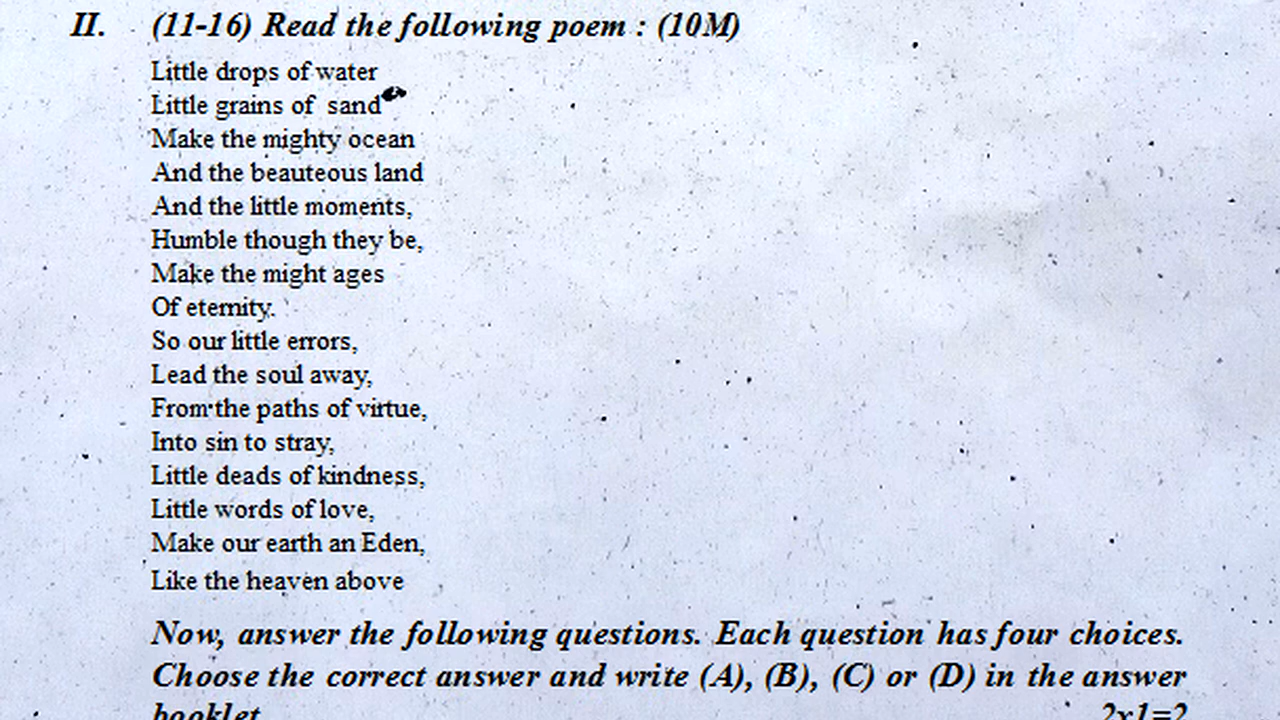 II. (11-16) Read the following poem : (10M)
Little drops of water
Little grains of sand
Make the mighty ocean
And the beauteous land
And the little moments,
Humble though they be,
Make the might ages
Of eternity.
So our little errors,
Lead the soul away,
From the paths of virtue,
Into sin to stray,
Little deads of kindness,
Little words of love,
Make our earth an Eden,
Like the heaven above
Now, answer the following questions. Each question has four choices.
Choose the correct answer and write (A), (B), (C) or (D) in the answer
booklet 2x1=2